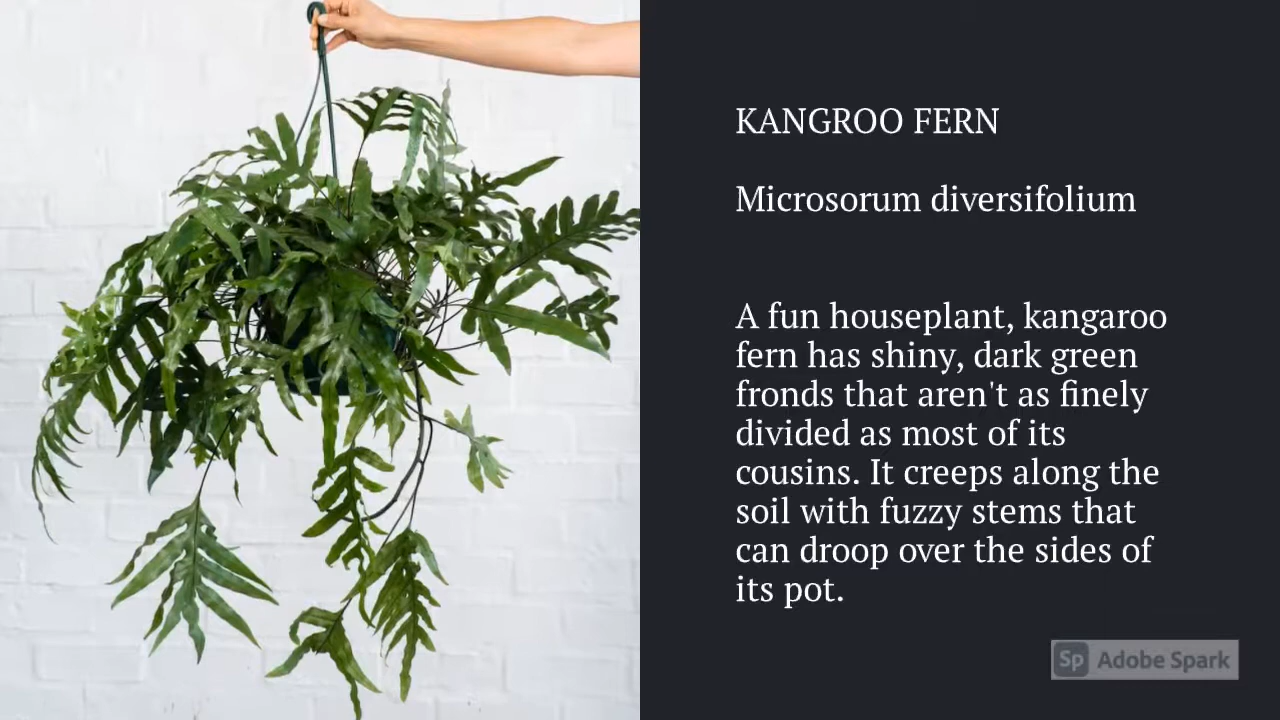 KANGROO FERN
Microsorum diversifolium
A fun houseplant, kangaroo
fern has shiny, dark green
fronds that aren't as finely
divided as most of its
cousins. It creeps along the
soil with fuzzy stems that
can droop over the sides of
its pot.
Sp Adobe Spark